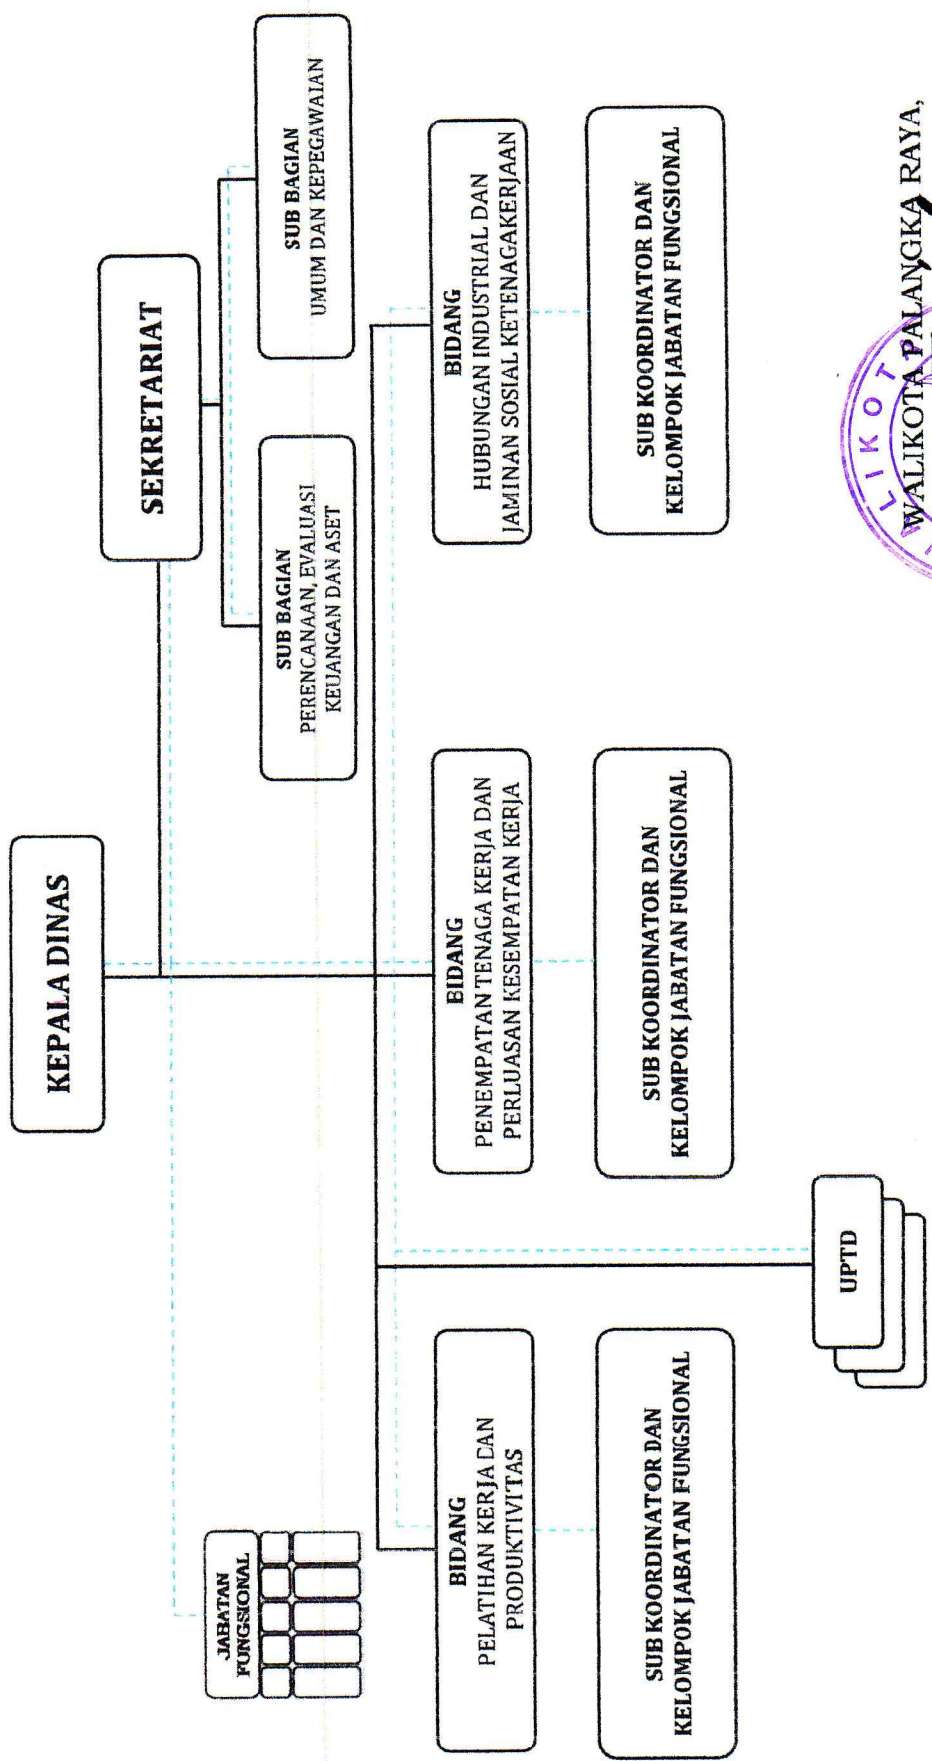 KEPALA DINAS
SEKRETARIAT
JABATAN
FUNGSIONAL
SUB BAGIAN
PERENCANAAN, EVALUASI
KEUANGAN DAN ASET
SUB BAGIAN
UMUM DAN KEPEGAWAIAN
BIDANG
PELATIHAN KERJA DAN
PRODUKTIVITAS
BIDANG
PENEMPATAN TENAGA KERJA DAN
PERLUASAN KESEMPATAN KERJA
BIDANG
HUBUNGAN INDUSTRIAL DAN
JAMINAN SOSIAL KETENAGAKERJAAN
SUB KOORDINATOR DAN
KELOMPOK JABATAN FUNGSIONAL
SUB KOORDINATOR DAN
KELOMPOK JABATAN FUNGSIONAL
SUB KOORDINATOR DAN
KELOMPOK JABATAN FUNGSIONAL
UPTD
WALIKOTA PALANGKA RAYA,